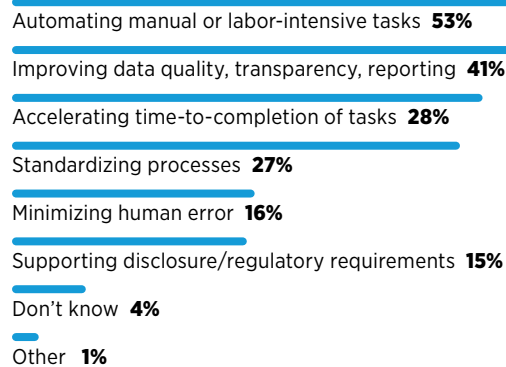 Automating manual or labor-intensive tasks 53%
Improving data quality, transparency, reporting 41%
Accelerating time-to-completion of tasks 28%
Standardizing processes 27%
Minimizing human error 16%
Supporting disclosure/regulatory requirements 15%
Don’t know 4%
Other 1%